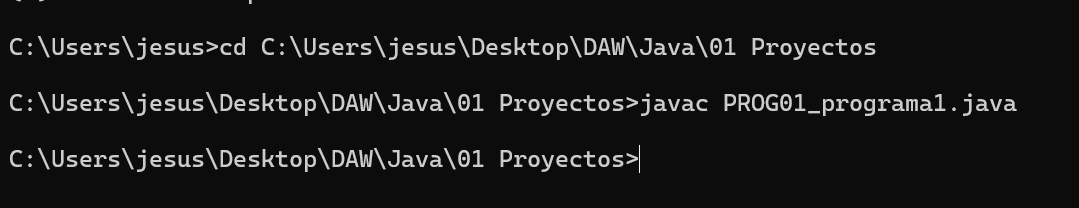 C:\Users\jesus>cd C:\Users\jesus\Desktop\DAW\Java\01 Proyectos
C:\Users\jesus\Desktop\DAW\Java\01 Proyectos>javac PROG01_programa1.java
C:\Users\jesus\Desktop\DAW\Java\01 Proyectos>